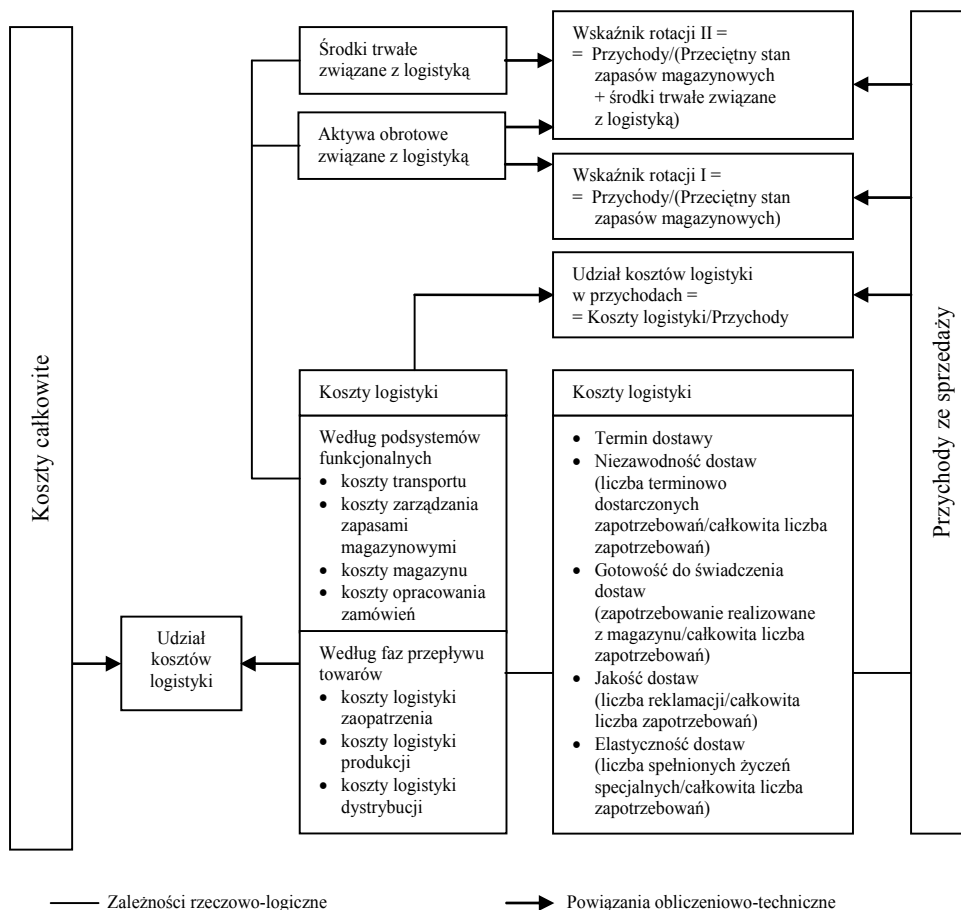 Koszty całkowite
Środki trwałe
związane z logistyką
Aktywa obrotowe
związane z logistyką
Wskaźnik rotacji II =
= Przychody/(Przeciętny stan
zapasów magazynowych
+ środki trwałe związane
z logistyką)
Wskaźnik rotacji I =
= Przychody/(Przeciętny stan
zapasów magazynowych)
Udział kosztów logistyki
w przychodach =
= Koszty logistyki/Przychody
Koszty logistyki
Według podsystemów
funkcjonalnych
• koszty transportu
• koszty zarządzania
zapasami
magazynowymi
• koszty magazynu
• koszty opracowania
zamówień
Według faz przepływu
towarów
• koszty logistyki
zaopatrzenia
• koszty logistyki
produkcji
• koszty logistyki
dystrybucji
Udział
kosztów
logistyki
Koszty logistyki
• Termin dostawy
• Niezawodność dostaw
(liczba terminowo
dostarczonych
zapotrzebowań/całkowita liczba
zapotrzebowań)
• Gotowość do świadczenia
dostaw
(zapotrzebowanie realizowane
z magazynu/całkowita liczba
zapotrzebowań)
• Jakość dostaw
(liczba reklamacji/całkowita
liczba zapotrzebowań)
• Elastyczność dostaw
(liczba spełnionych życzeń
specjalnych/całkowita liczba
zapotrzebowań)
Przychody ze sprzedaży
Zależności rzeczowo-logiczne
Powiązania obliczeniowo-techniczne